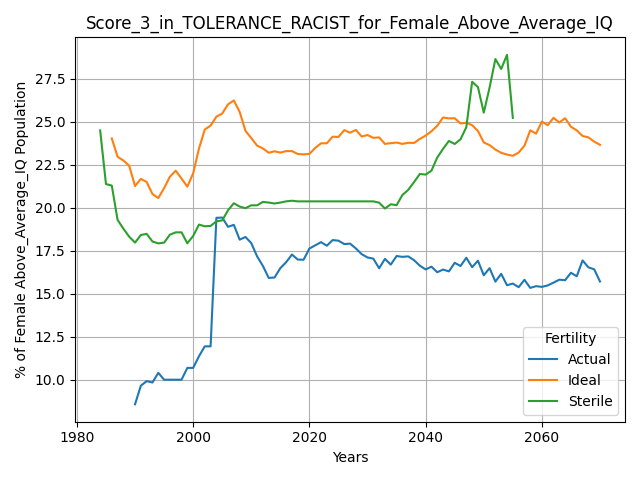 Score_3_in_TOLERANCE_RACIST_for_Female_Above_Average_IQ
% of Female Above_Average_IQ Population
27.5
25.0
22.5
20.0
17.5
15.0
12.5
10.0
Fertility
Actual
Ideal
Sterile
1980 2000 2020 2040 2060
Years